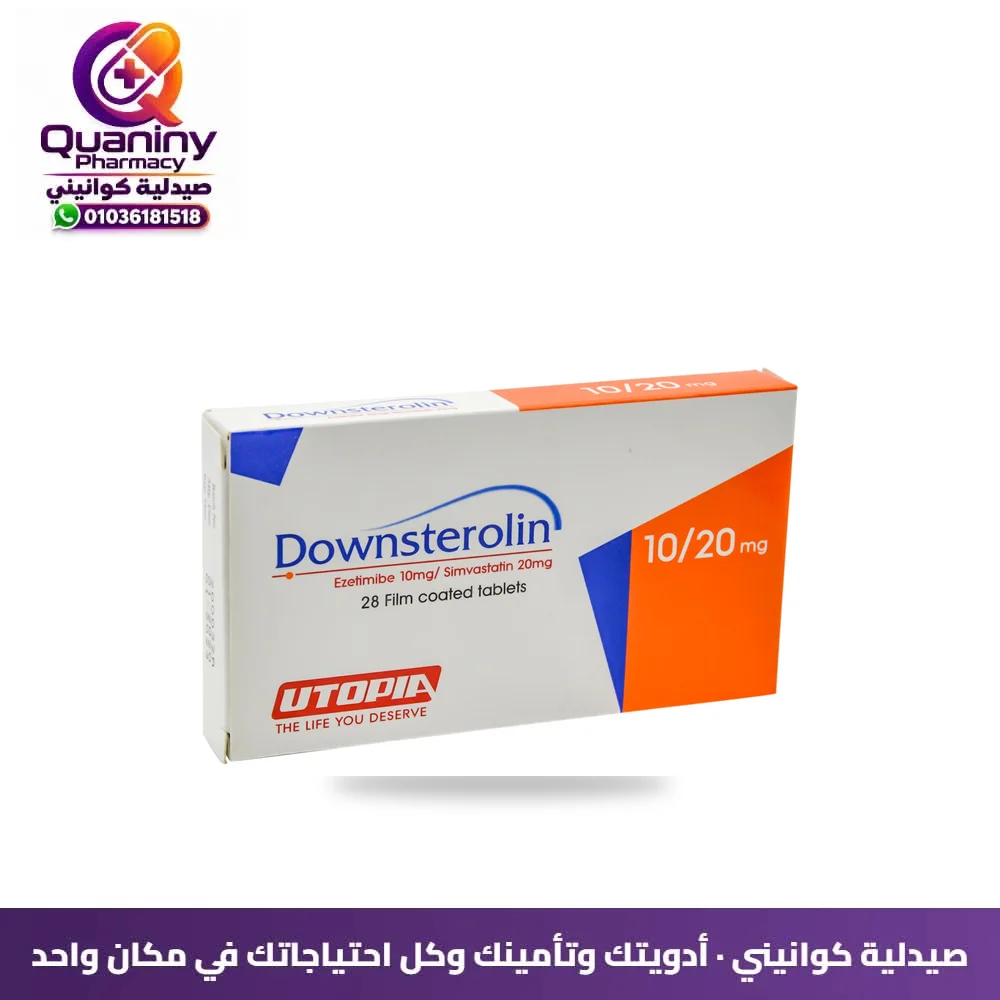 Quaniny
Pharmacy
صيدلية كوانيني
01036181518
Downsterolin
10/20 mg
Downsterolin
Ezetimibe 10mg/ Simvastatin 20mg
28 Film coated tablets
10/20 mg
UTOPIA
THE LIFE YOU DESERVE
صيدلية كوانيني · أدويتك وتأمينك وكل احتياجاتك في مكان واحد